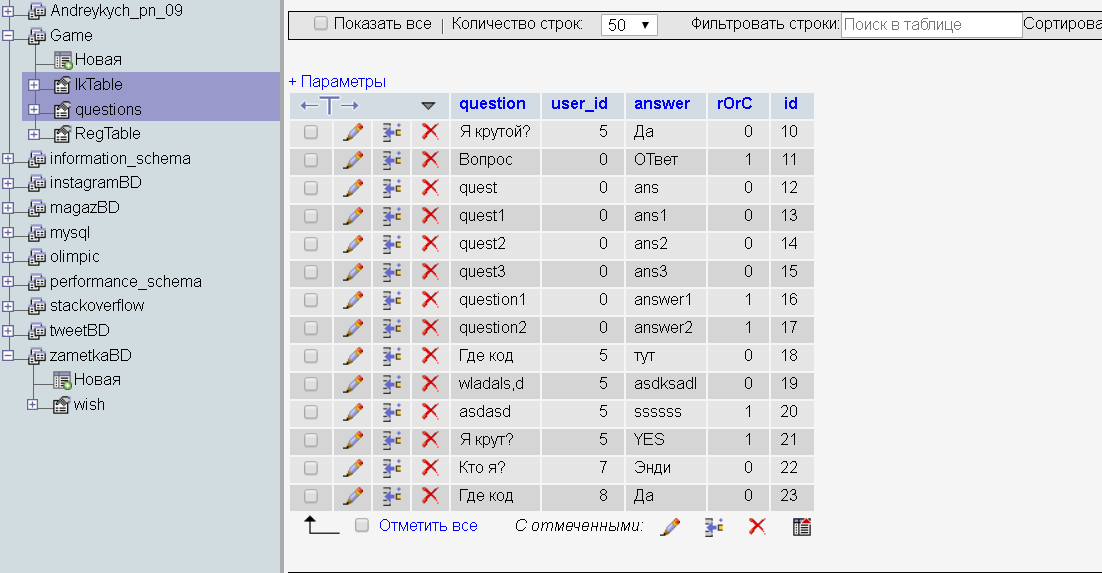 Andreykych_pn_09
Game
Новая
lkTable
questions
RegTable
information_schema
instagramBD
magazBD
mysql
olimpic
performance_schema
stackoverflow
tweetBD
zametkaBD
Новая
wish
Показать все | Количество строк: 50 Фильтровать строки: Поиск в таблице Сортирова
+ Параметры
question user_id answer rOrC id
Я крутой? 5 Да 0 10
Вопрос 0 ОТвет 1 11
quest 0 ans 0 12
quest1 0 ans1 0 13
quest2 0 ans2 0 14
quest3 0 ans3 0 15
question1 0 answer1 1 16
question2 0 answer2 1 17
Где код 5 тут 0 18
wladals,d 5 asdksadl 0 19
asdasd 5 ssssss 1 20
Я крут? 5 YES 1 21
Кто я? 7 Энди 0 22
Где код 8 Да 0 23
Отметить все С отмеченными: